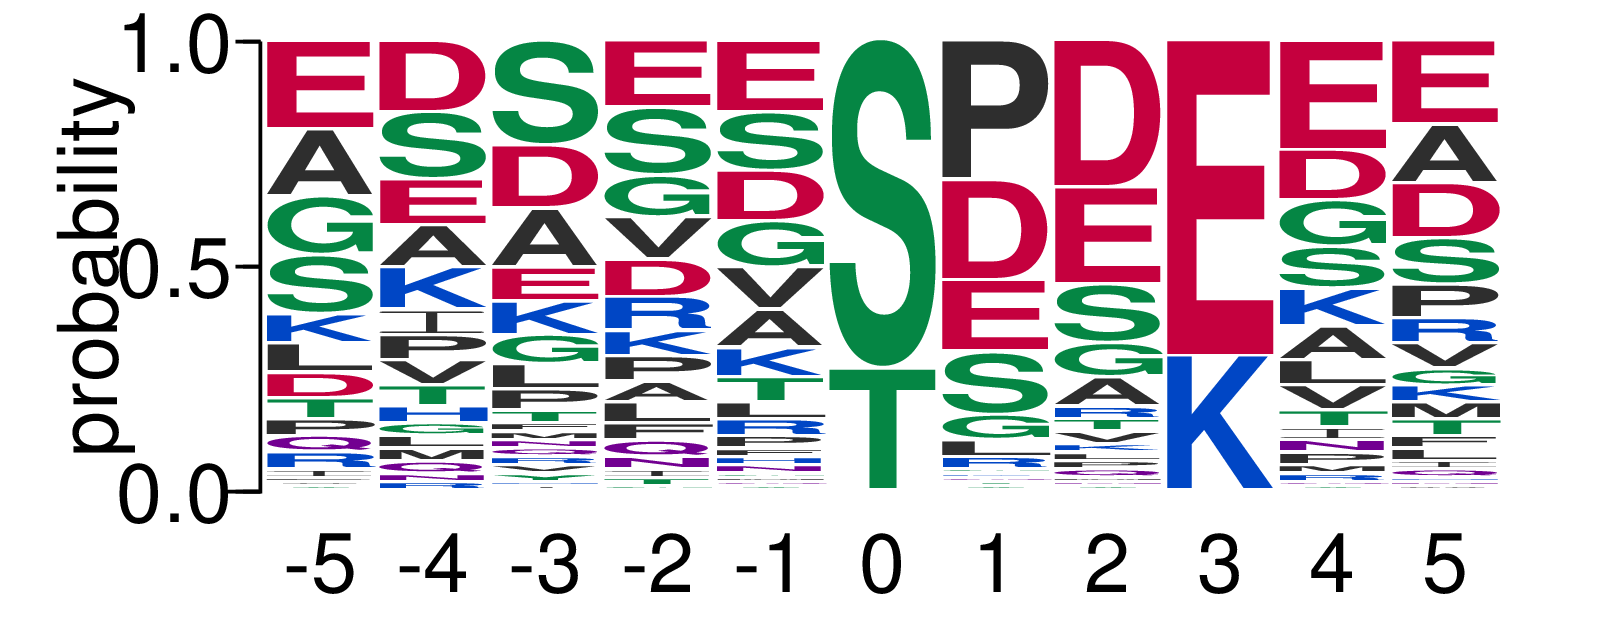 probability
1.0
0.5
0.0
E D S E E S P D E E E
A S D S S T D E K D A
G E A G D E S G D
S A E V G S G S S
K K K D V G A K P
L I G R A L R A R
D P L K K R T L V
T V P P T V V G
P T T A L K T K
Q H L R I M
R G F P N T
-5 -4 -3 -2 -1 0 1 2 3 4 5